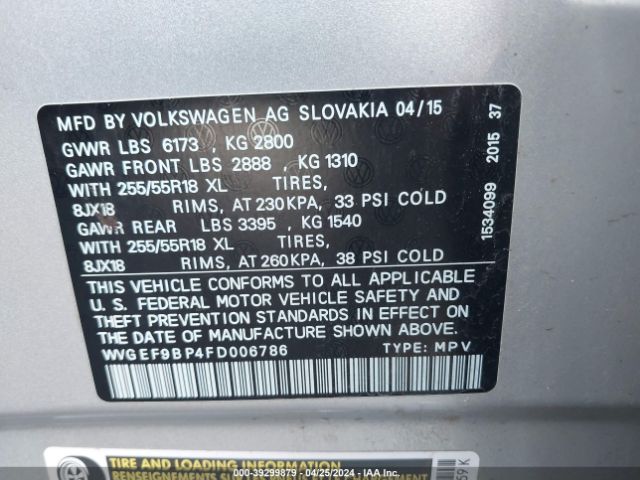 MFD BY VOLKSWAGEN AG SLOVAKIA 04/15
GVWR LBS 6173 , KG 2800
GAWR FRONT LBS 2888 , KG 1310
WITH 255/55R18 XL TIRES,
8JX18 RIMS, AT 230KPA, 33 PSI COLD
GAWR REAR LBS 3395 , KG 1540
WITH 255/55R18 XL TIRES,
8JX18 RIMS, AT 260KPA, 38 PSI COLD
THIS VEHICLE CONFORMS TO ALL APPLICABLE
U. S. FEDERAL MOTOR VEHICLE SAFETY AND
THEFT PREVENTION STANDARDS IN EFFECT ON
THE DATE OF MANUFACTURE SHOWN ABOVE.
WVGEF9BP4FD006786 TYPE: MPV
1534099 2015 37
TIRE AND LOADING INFORMATION
000-39299879 - 04/25/2024 - IAAI.COM
59 K